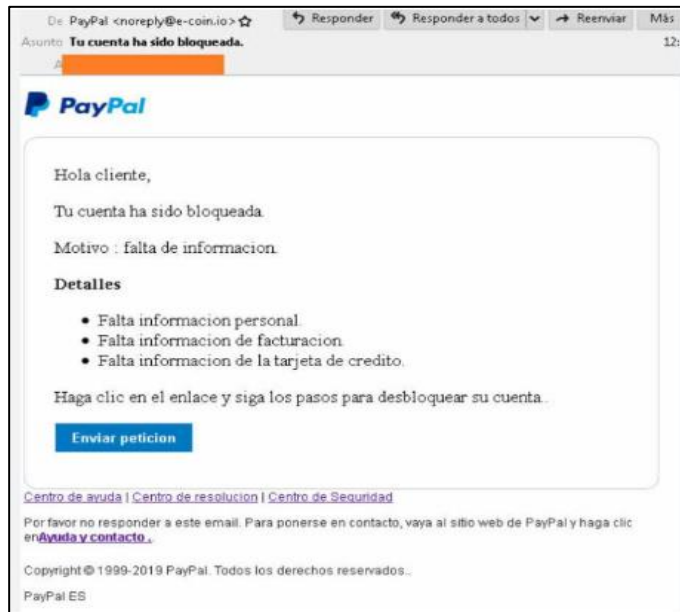 De PayPal <noreply@e-coin.io> Responder Responder a todos Reenviar Más
Asunto Tu cuenta ha sido bloqueada. 12:
A
PayPal
Hola cliente,
Tu cuenta ha sido bloqueada.
Motivo : falta de informacion.
Detalles
• Falta informacion personal.
• Falta informacion de facturacion.
• Falta informacion de la tarjeta de credito.
Haga clic en el enlace y siga los pasos para desbloquear su cuenta..
Enviar peticion
Centro de ayuda | Centro de resolucion | Centro de Seguridad
Por favor no responder a este email. Para ponerse en contacto, vaya al sitio web de PayPal y haga clic
enAyuda y contacto .
Copyright © 1999-2019 PayPal. Todos los derechos reservados..
PayPal ES